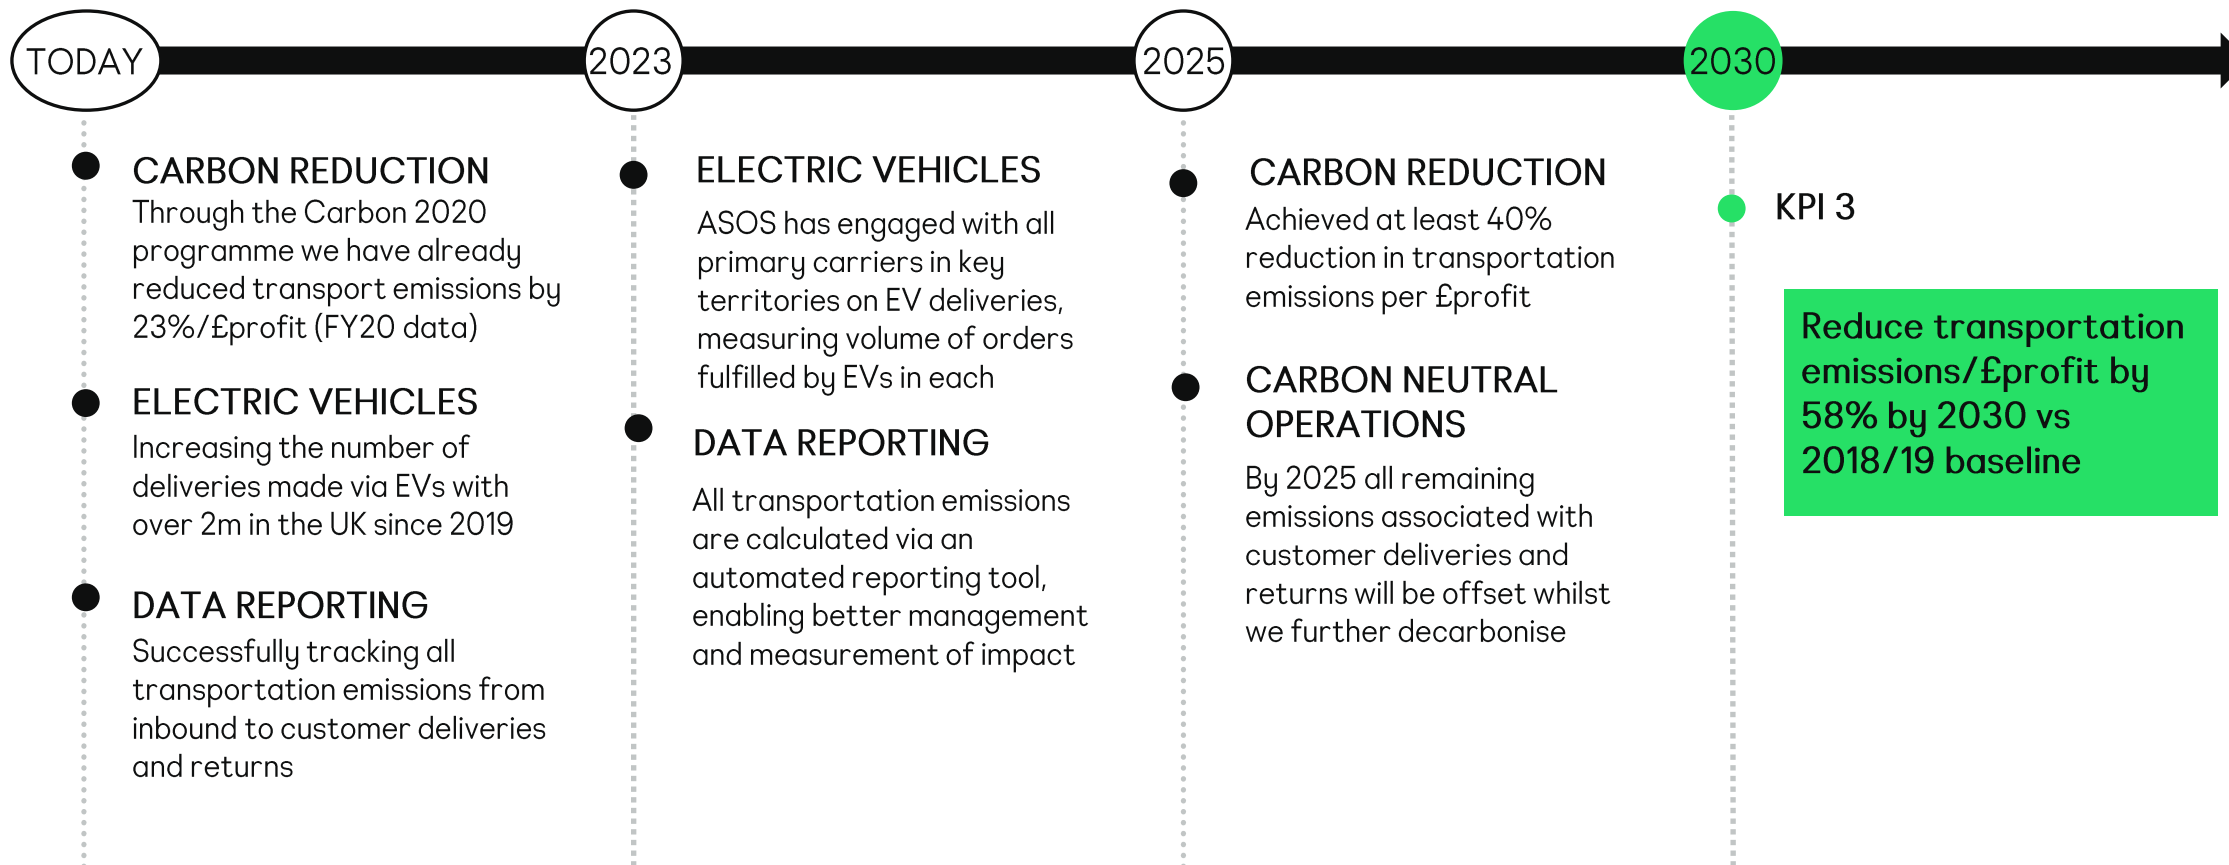 TODAY
2023
2025
2030
CARBON REDUCTION
Through the Carbon 2020
programme we have already
reduced transport emissions by
23%/£profit (FY20 data)
ELECTRIC VEHICLES
Increasing the number of
deliveries made via EVs with
over 2m in the UK since 2019
DATA REPORTING
Successfully tracking all
transportation emissions from
inbound to customer deliveries
and returns
ELECTRIC VEHICLES
ASOS has engaged with all
primary carriers in key
territories on EV deliveries,
measuring volume of orders
fulfilled by EVs in each
DATA REPORTING
All transportation emissions
are calculated via an
automated reporting tool,
enabling better management
and measurement of impact
CARBON REDUCTION
Achieved at least 40%
reduction in transportation
emissions per £profit
CARBON NEUTRAL
OPERATIONS
By 2025 all remaining
emissions associated with
customer deliveries and
returns will be offset whilst
we further decarbonise
KPI 3
Reduce transportation
emissions/£profit by
58% by 2030 vs
2018/19 baseline